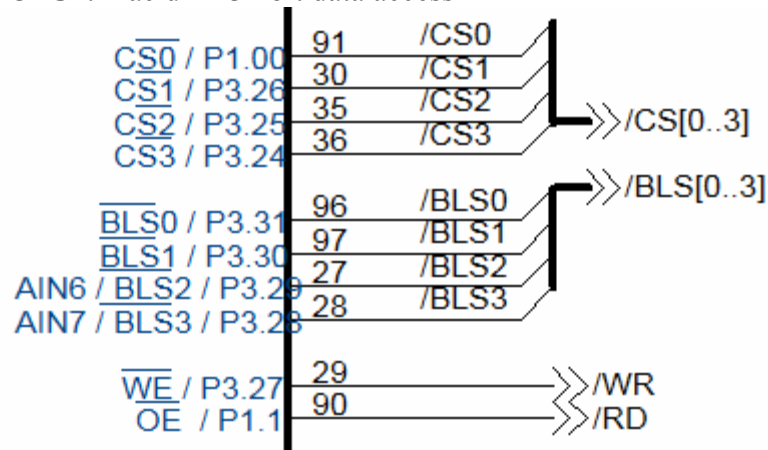 data access
CS0 / P1.00 91 /CS0
CS1 / P3.26 30 /CS1
CS2 / P3.25 35 /CS2
CS3 / P3.24 36 /CS3
/CS[0..3]
/BLS[0..3]
BLS0 / P3.31 96 /BLS0
BLS1 / P3.30 97 /BLS1
AIN6 / BLS2 / P3.29 27 /BLS2
AIN7 / BLS3 / P3.28 28 /BLS3
WE / P3.27 29 /WR
OE / P1.1 90 /RD